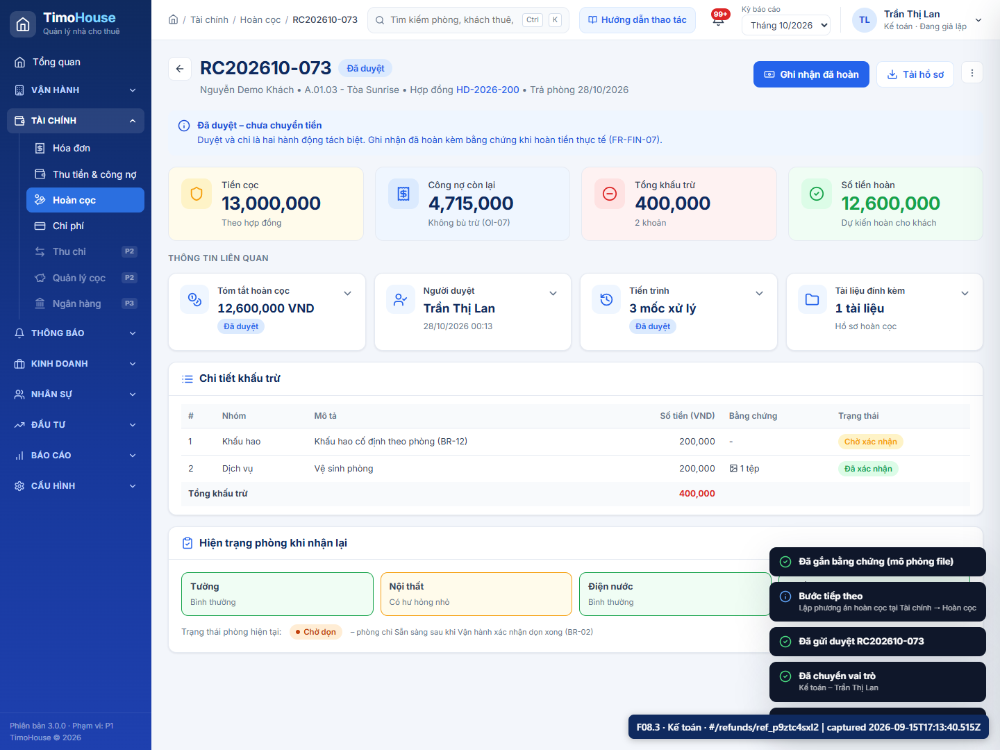 TimoHouse
Quản lý nhà cho thuê
Tổng quan
VẬN HÀNH
TÀI CHÍNH
Hóa đơn
Thu tiền & công nợ
Hoàn cọc
Chi phí
Thu chi P2
Quản lý cọc P2
Ngân hàng P3
THÔNG BÁO
KINH DOANH
NHÂN SỰ
ĐẦU TƯ
BÁO CÁO
CẤU HÌNH
Phiên bản 3.0.0 · Phạm vi: P1
TimoHouse © 2026
/ Tài chính / Hoàn cọc / RC202610-073
Tìm kiếm phòng, khách thuê, Ctrl K
Hướng dẫn thao tác
99+
Kỳ báo cáo
Tháng 10/2026
TL
Trần Thị Lan
Kế toán · Đang giả lập
RC202610-073 Đã duyệt
Nguyễn Demo Khách • A.01.03 - Tòa Sunrise • Hợp đồng HD-2026-200 • Trả phòng 28/10/2026
Ghi nhận đã hoàn
Tải hồ sơ
Đã duyệt – chưa chuyển tiền
Duyệt và chi là hai hành động tách biệt. Ghi nhận đã hoàn kèm bằng chứng khi hoàn tiền thực tế (FR-FIN-07).
Tiền cọc
13,000,000
Theo hợp đồng
Công nợ còn lại
4,715,000
Không bù trừ (OI-07)
Tổng khấu trừ
400,000
2 khoản
Số tiền hoàn
12,600,000
Dự kiến hoàn cho khách
THÔNG TIN LIÊN QUAN
Tóm tắt hoàn cọc
12,600,000 VND
Đã duyệt
Người duyệt
Trần Thị Lan
28/10/2026 00:13
Tiến trình
3 mốc xử lý
Đã duyệt
Tài liệu đính kèm
1 tài liệu
Hồ sơ hoàn cọc
Chi tiết khấu trừ
# Nhóm Mô tả Số tiền (VND) Bằng chứng Trạng thái
1 Khấu hao Khấu hao cố định theo phòng (BR-12) 200,000 - Chờ xác nhận
2 Dịch vụ Vệ sinh phòng 200,000 1 tệp Đã xác nhận
Tổng khấu trừ 400,000
Hiện trạng phòng khi nhận lại
Tường
Bình thường
Nội thất
Có hư hỏng nhỏ
Điện nước
Bình thường
Trạng thái phòng hiện tại: Chờ dọn – phòng chỉ Sẵn sàng sau khi Vận hành xác nhận dọn xong (BR-02)
Đã gắn bằng chứng (mô phỏng file)
Bước tiếp theo
Lập phương án hoàn cọc tại Tài chính → Hoàn cọc
Đã gửi duyệt RC202610-073
Đã chuyển vai trò
Kế toán – Trần Thị Lan
F08.3 · Kế toán · #/refunds/ref_p9ztc4sxl2 | captured 2026-09-15T17:13:40.515Z